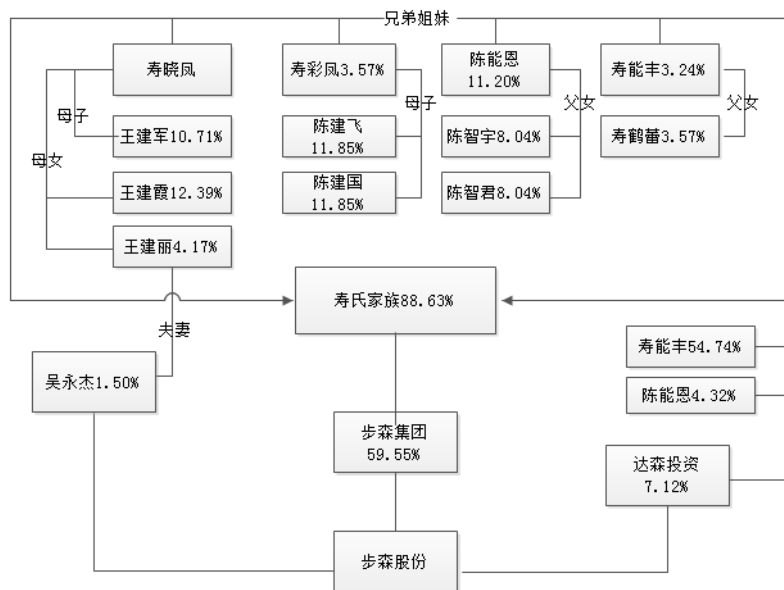 兄弟姐妹
寿晓凤
寿彩凤3.57%
陈能恩
11.20%
寿能丰3.24%
母子
母子
父女
父女
王建军10.71%
陈建飞
11.85%
陈智宇8.04%
寿鹤蕾3.57%
母女
王建霞12.39%
陈建国
11.85%
陈智君8.04%
王建丽4.17%
寿氏家族88.63%
夫妻
寿能丰54.74%
吴永杰1.50%
陈能恩4.32%
步森集团
59.55%
达森投资
7.12%
步森股份